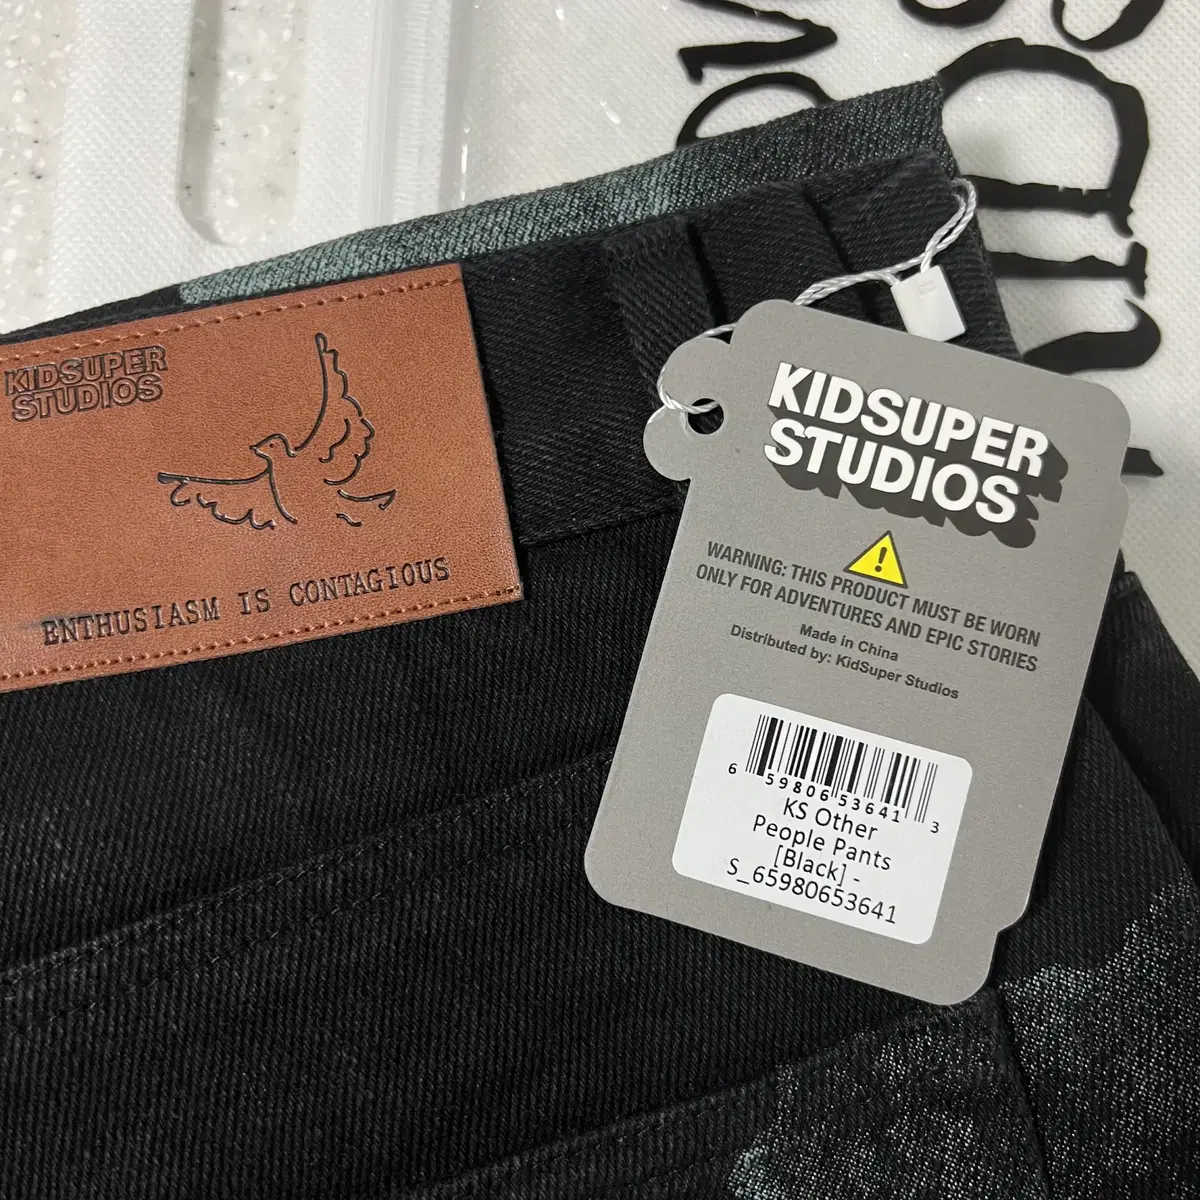 KIDSUPER
STUDIOS
ENTHUSIASM IS CONTAGIOUS
KIDSUPER
STUDIOS
WARNING: THIS PRODUCT MUST BE WORN
ONLY FOR ADVENTURES AND EPIC STORIES
Made in China
Distributed by: KidSuper Studios
6 59806 53641 3
KS Other
People Pants
[Black] -
S_65980653641